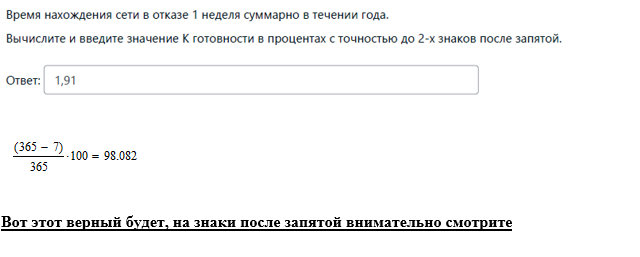 Время нахождения сети в отказе 1 неделя суммарно в течении года.
Вычислите и введите значение К готовности в процентах с точностью до 2-х знаков после запятой.
Ответ: 1,91
(365 − 7)
365
·100 = 98.082
Вот этот верный будет, на знаки после запятой внимательно смотрите